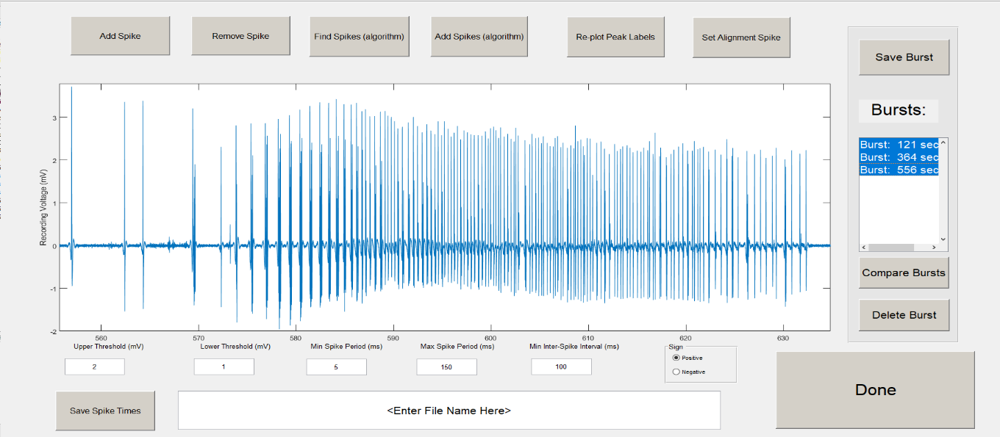 Add Spike
Remove Spike
Find Spikes (algorithm)
Add Spikes (algorithm)
Re-plot Peak Labels
Set Alignment Spike
Save Burst
Bursts:
Burst: 121 sec
Burst: 364 sec
Burst: 556 sec
Compare Bursts
Delete Burst
Recording Voltage (mV)
3
2
1
0
-1
-2
560
570
580
590
600
610
620
630
Upper Threshold (mV)
Lower Threshold (mV)
Min Spike Period (ms)
Max Spike Period (ms)
Min Inter-Spike Interval (ms)
2
1
5
150
100
Sign
Positive
Negative
Save Spike Times
<Enter File Name Here>
Done